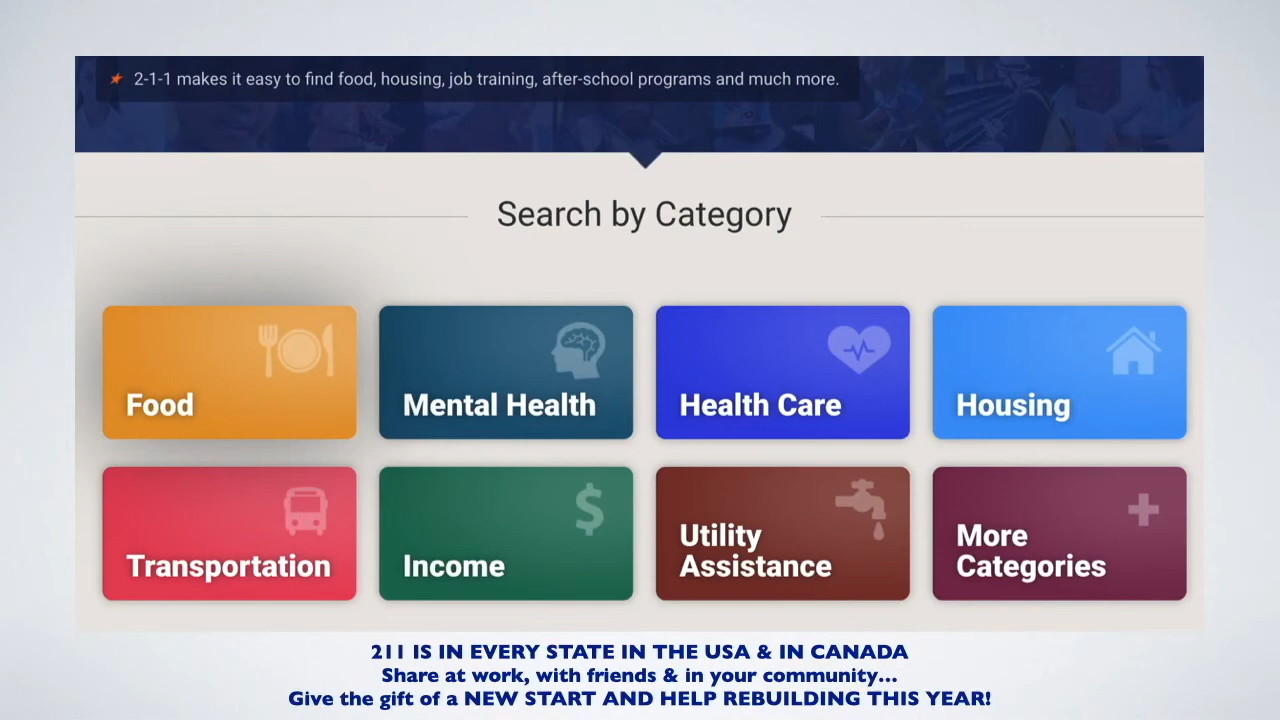 2-1-1 makes it easy to find food, housing, job training, after-school programs and much more.
Search by Category
Food
Mental Health
Health Care
Housing
Transportation
Income
Utility
Assistance
More
Categories
211 IS IN EVERY STATE IN THE USA & IN CANADA
Share at work, with friends & in your community...
Give the gift of a NEW START AND HELP REBUILDING THIS YEAR!